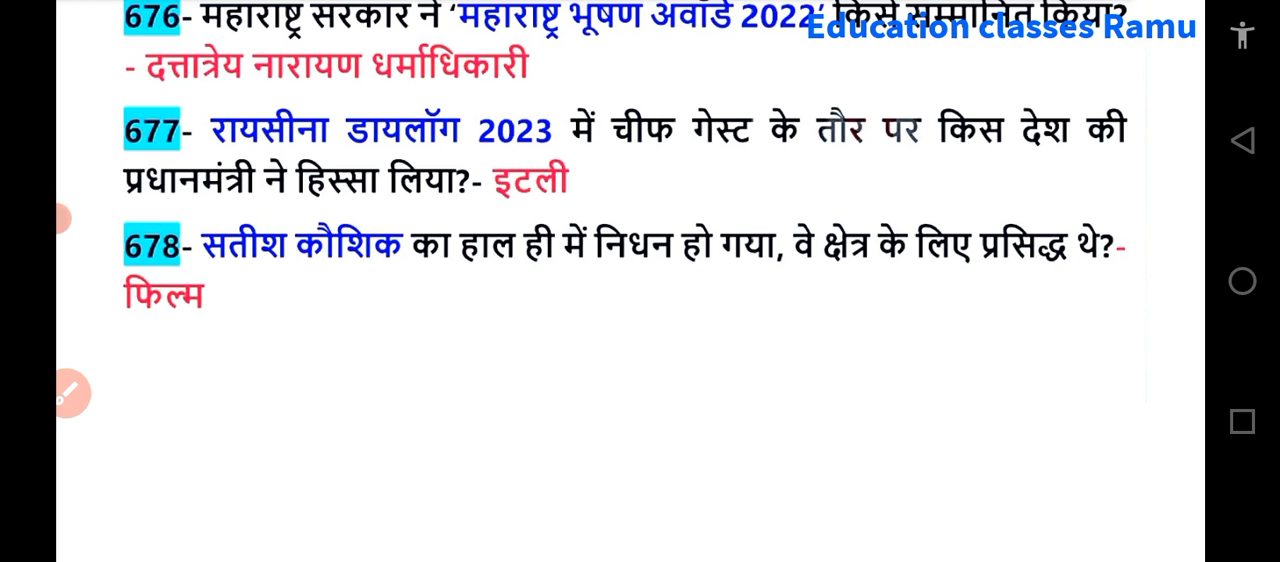 676- महाराष्ट्र सरकार ने ‘महाराष्ट्र भूषण अवॉर्ड 2022’ किसे सम्मानित किया?
Education classes Ramu
- दत्तात्रेय नारायण धर्माधिकारी
677- रायसीना डायलॉग 2023 में चीफ गेस्ट के तौर पर किस देश की
प्रधानमंत्री ने हिस्सा लिया?- इटली
678- सतीश कौशिक का हाल ही में निधन हो गया, वे क्षेत्र के लिए प्रसिद्ध थे?-
फिल्म